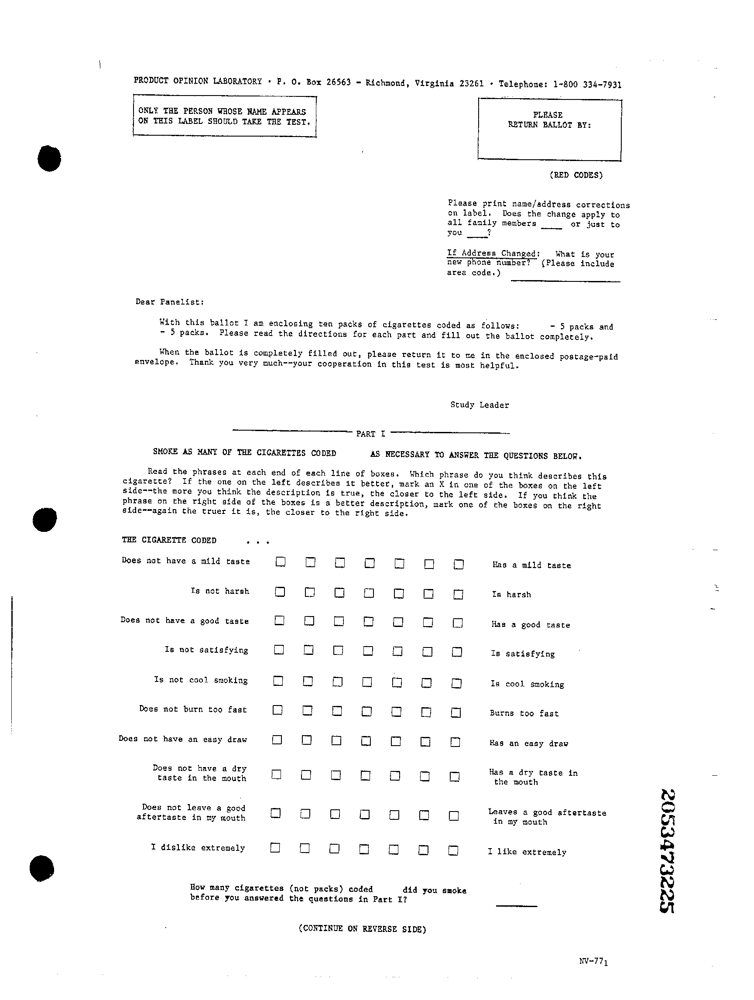 PRODUCT OPINION LABORATORY · P. O. Box 26563 - Richmond, Virginia 23261 · Telephone: 1-800 334-7931
ONLY THE PERSON WHOSE NAME APPEARS
ON THIS LABEL SHOULD TAKE THE TEST.
PLEASE
RETURN BALLOT BY:
(RED CODES)
Please print name/address corrections
on label. Does the change apply to
all family members ____ or just to
you ____?
If Address Changed: What is your
new phone number? (Please include
area code.)
Dear Panelist:
With this ballot I am enclosing ten packs of cigarettes coded as follows: - 5 packs and
- 5 packs. Please read the directions for each part and fill out the ballot completely.
When the ballot is completely filled out, please return it to me in the enclosed postage-paid
envelope. Thank you very much--your cooperation in this test is most helpful.
Study Leader
PART I
SMOKE AS MANY OF THE CIGARETTES CODED AS NECESSARY TO ANSWER THE QUESTIONS BELOW.
Read the phrases at each end of each line of boxes. Which phrase do you think describes this
cigarette? If the one on the left describes it better, mark an X in one of the boxes on the left
side--the more you think the description is true, the closer to the left side. If you think the
phrase on the right side of the boxes is a better description, mark one of the boxes on the right
side--again the truer it is, the closer to the right side.
THE CIGARETTE CODED . . .
Does not have a mild taste Has a mild taste
Is not harsh Is harsh
Does not have a good taste Has a good taste
Is not satisfying Is satisfying
Is not cool smoking Is cool smoking
Does not burn too fast Burns too fast
Does not have an easy draw Has an easy draw
Does not have a dry Has a dry taste in
taste in the mouth the mouth
Does not leave a good Leaves a good aftertaste
aftertaste in my mouth in my mouth
I dislike extremely I like extremely
How many cigarettes (not packs) coded did you smoke
before you answered the questions in Part I?
(CONTINUE ON REVERSE SIDE)
NV-771
2053473225